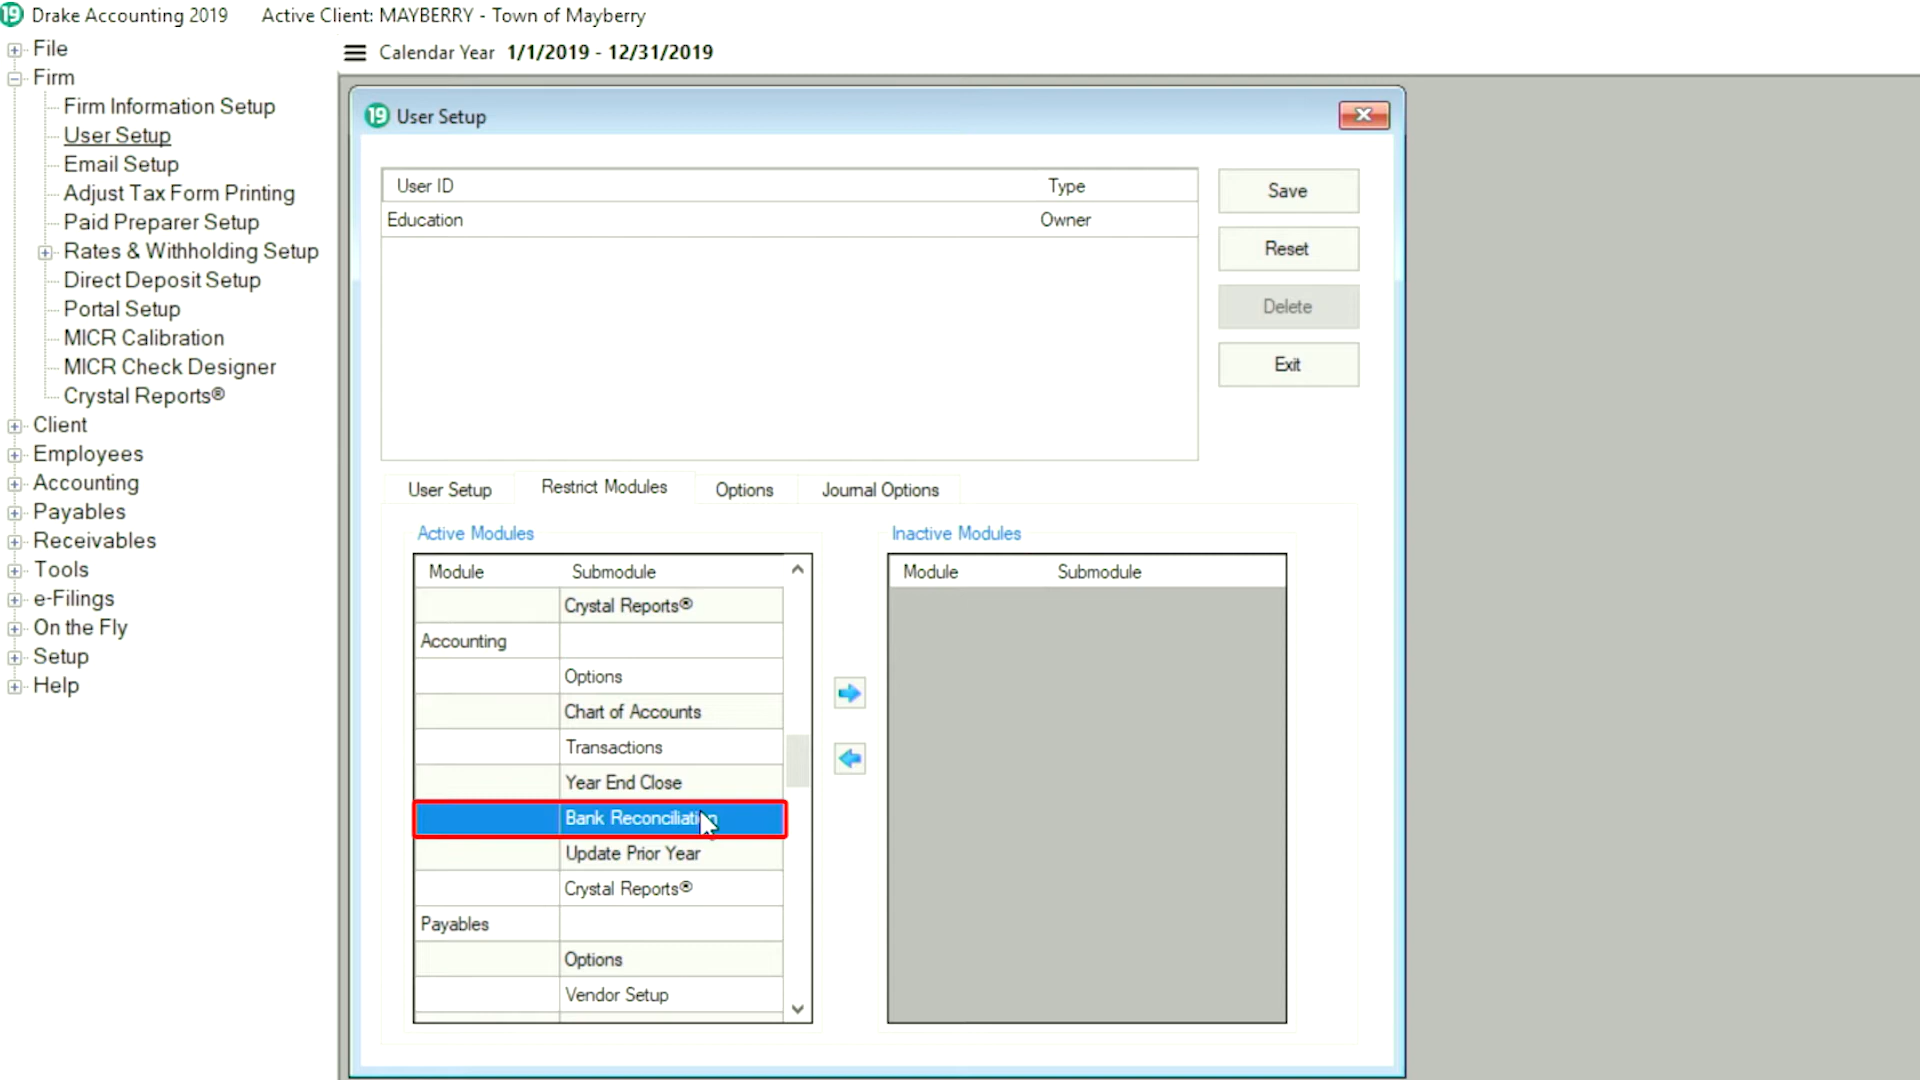 19 Drake Accounting 2019 Active Client: MAYBERRY - Town of Mayberry
File
Firm
Firm Information Setup
User Setup
Email Setup
Adjust Tax Form Printing
Paid Preparer Setup
Rates & Withholding Setup
Direct Deposit Setup
Portal Setup
MICR Calibration
MICR Check Designer
Crystal Reports®
Client
Employees
Accounting
Payables
Receivables
Tools
e-Filings
On the Fly
Setup
Help
Calendar Year 1/1/2019 - 12/31/2019
19 User Setup
User ID Type
Education Owner
Save
Reset
Delete
Exit
User Setup Restrict Modules Options Journal Options
Active Modules
Module Submodule
Crystal Reports®
Accounting
Options
Chart of Accounts
Transactions
Year End Close
Bank Reconciliation
Update Prior Year
Crystal Reports®
Payables
Options
Vendor Setup
Inactive Modules
Module Submodule